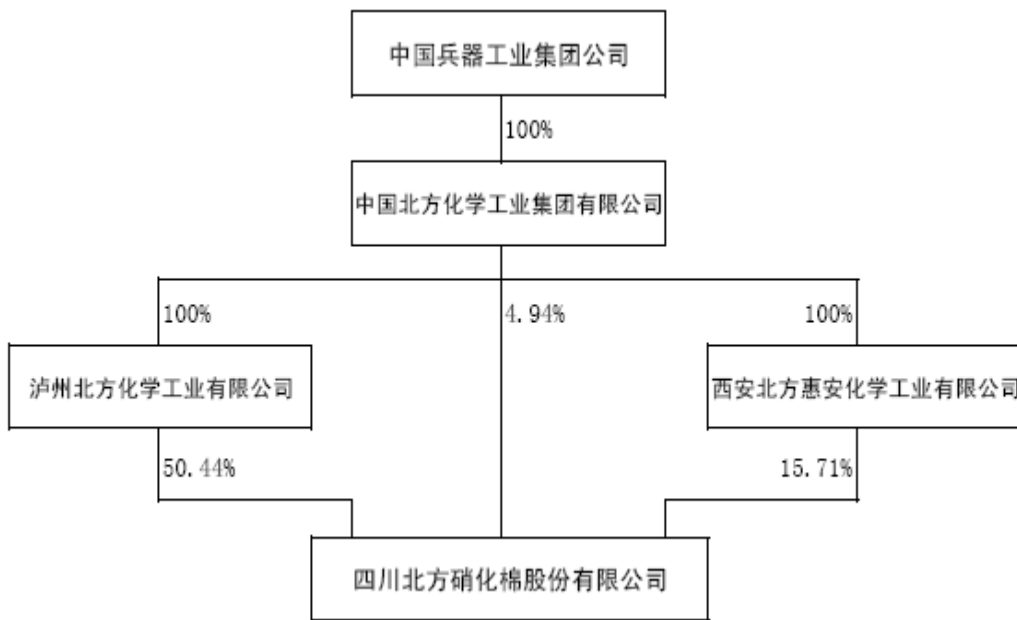 中国兵器工业集团公司
100%
中国北方化学工业集团有限公司
100%
4.94%
100%
泸州北方化学工业有限公司
西安北方惠安化学工业有限公司
50.44%
15.71%
四川北方硝化棉股份有限公司